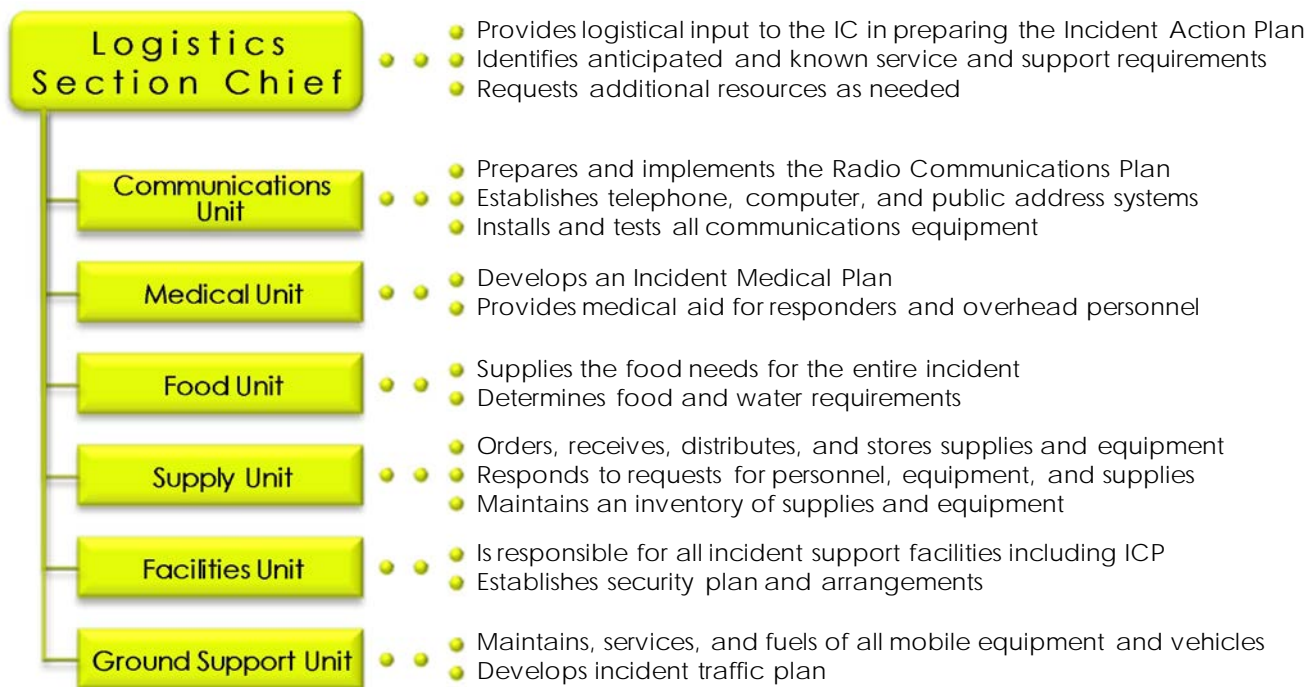 Logistics
Section Chief
Provides logistical input to the IC in preparing the Incident Action Plan
Identifies anticipated and known service and support requirements
Requests additional resources as needed
Communications
Unit
Prepares and implements the Radio Communications Plan
Establishes telephone, computer, and public address systems
Installs and tests all communications equipment
Medical Unit
Develops an Incident Medical Plan
Provides medical aid for responders and overhead personnel
Food Unit
Supplies the food needs for the entire incident
Determines food and water requirements
Supply Unit
Orders, receives, distributes, and stores supplies and equipment
Responds to requests for personnel, equipment, and supplies
Maintains an inventory of supplies and equipment
Facilities Unit
Is responsible for all incident support facilities including ICP
Establishes security plan and arrangements
Ground Support Unit
Maintains, services, and fuels of all mobile equipment and vehicles
Develops incident traffic plan